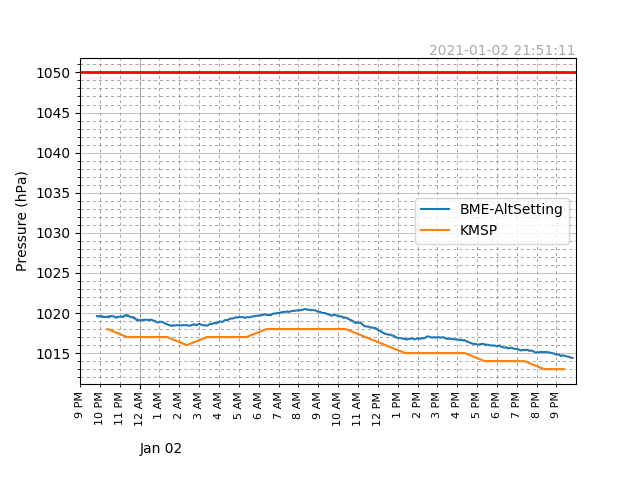 2021-01-02 21:51:11
1050
1045
1040
1035
1030
1025
1020
1015
Pressure (hPa)
BME-AltSetting
KMSP
9 PM
10 PM
11 PM
12 AM
1 AM
2 AM
3 AM
4 AM
5 AM
6 AM
7 AM
8 AM
9 AM
10 AM
11 AM
12 PM
1 PM
2 PM
3 PM
4 PM
5 PM
6 PM
7 PM
8 PM
9 PM
Jan 02